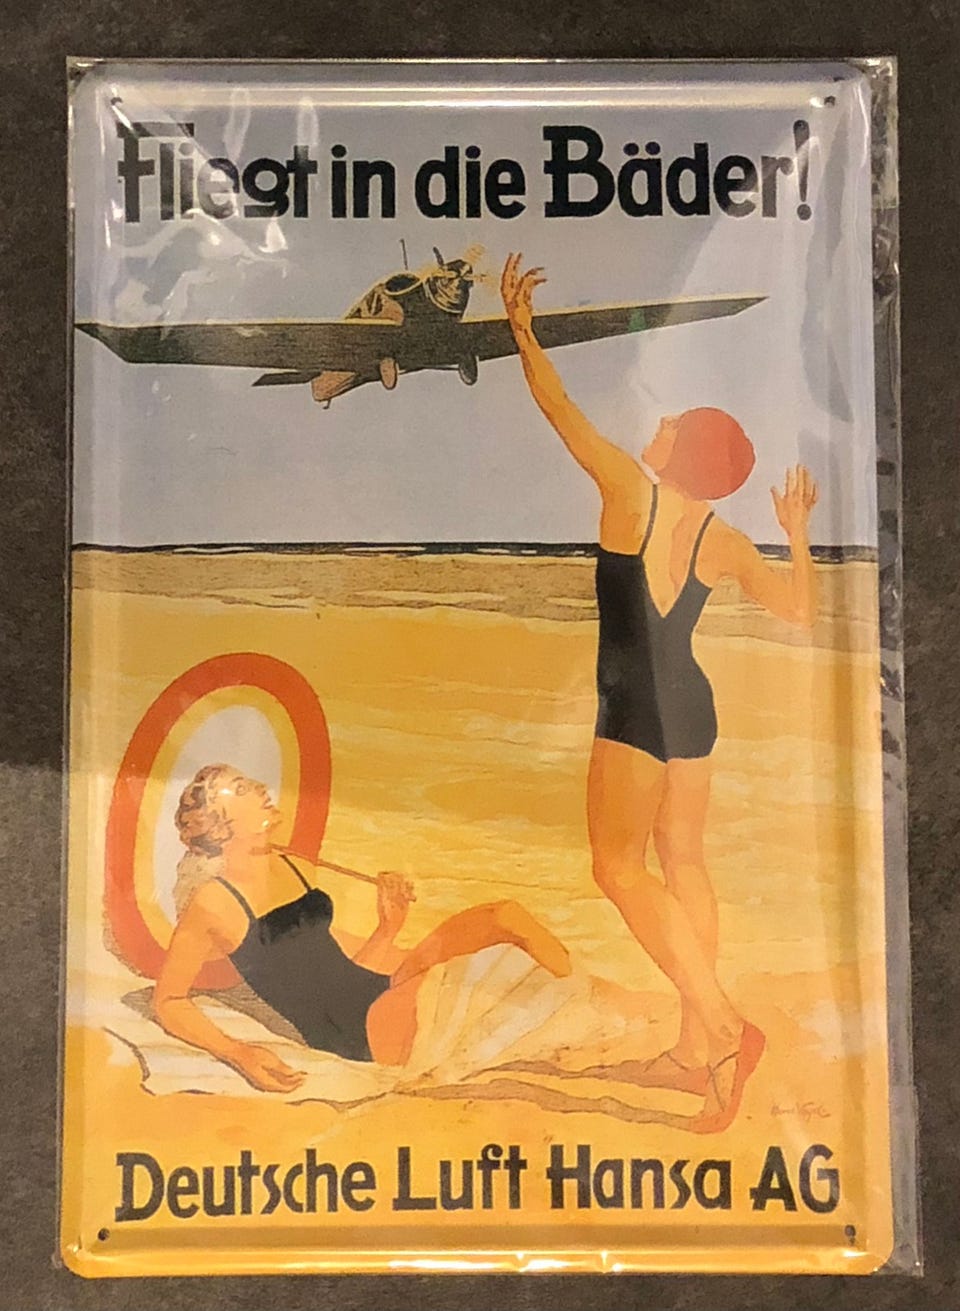 Fliegt in die Bäder!
Deutsche Luft Hansa AG